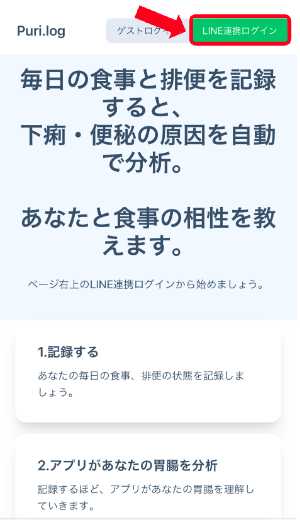 Puri.log
ゲストログイ
LINE連携ログイン
毎日の食事と排便を記録
すると、
下痢・便秘の原因を自動
で分析。
あなたと食事の相性を教
えます。
ページ右上のLINE連携ログインから始めましょう。
1.記録する
あなたの毎日の食事、排便の状態を記録しま
しょう。
2.アプリがあなたの胃腸を分析
記録するほど、アプリがあなたの胃腸を理解し
ていきます。